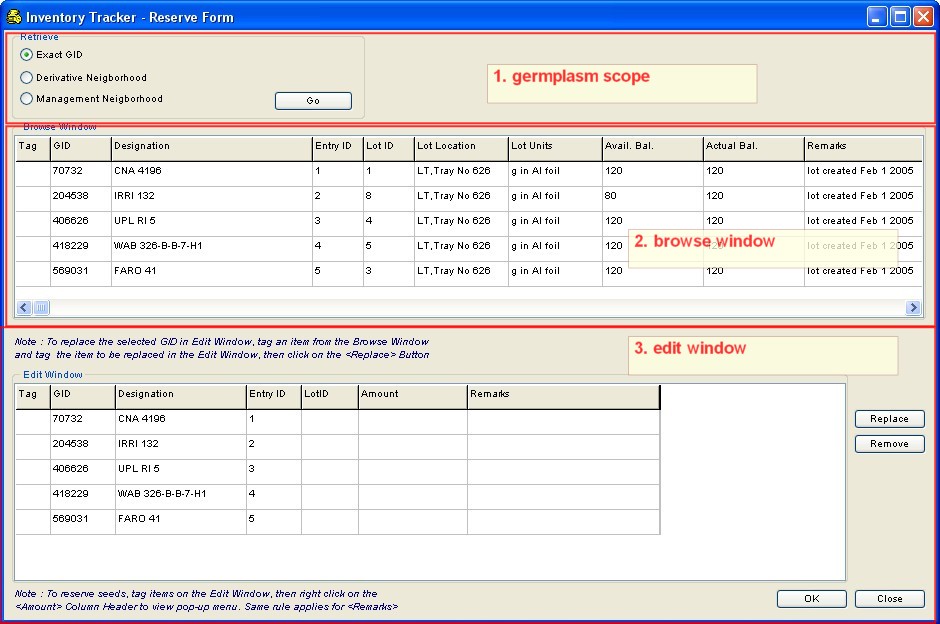 Inventory Tracker - Reserve Form
Retrieve
Exact GID
Derivative Neigborhood
Management Neigborhood
Go
1. germplasm scope
Browse Window
Tag GID Designation Entry ID Lot ID Lot Location Lot Units Avail. Bal. Actual Bal. Remarks
70732 CNA 4196 1 1 LT,Tray No 626 g in Al foil 120 120 lot created Feb 1 2005
204538 IRRI 132 2 8 LT,Tray No 626 g in Al foil 80 120 lot created Feb 1 2005
406626 UPL RI 5 3 4 LT,Tray No 626 g in Al foil 120 120 lot created Feb 1 2005
418229 WAB 326-B-B-7-H1 4 5 LT,Tray No 626 g in Al foil 120 120 lot created Feb 1 2005
2. browse window
569031 FARO 41 5 3 LT,Tray No 626 g in Al foil 120 120 lot created Feb 1 2005
Note : To replace the selected GID in Edit Window, tag an item from the Browse Window
and tag the item to be replaced in the Edit Window, then click on the <Replace> Button
3. edit window
Edit Window
Tag GID Designation Entry ID LotID Amount Remarks
70732 CNA 4196 1
204538 IRRI 132 2
406626 UPL RI 5 3
418229 WAB 326-B-B-7-H1 4
569031 FARO 41 5
Replace
Remove
Note : To reserve seeds, tag items on the Edit Window, then right click on the
<Amount> Column Header to view pop-up menu. Same rule applies for <Remarks>
OK
Close